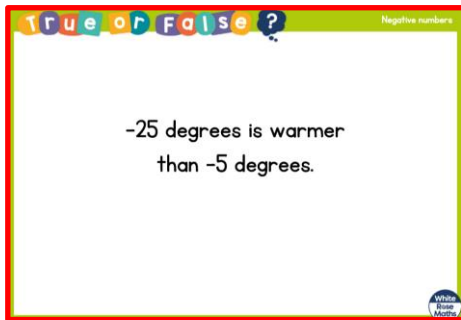 True or False?
Negative numbers
-25 degrees is warmer
than -5 degrees.
White
Rose
Maths